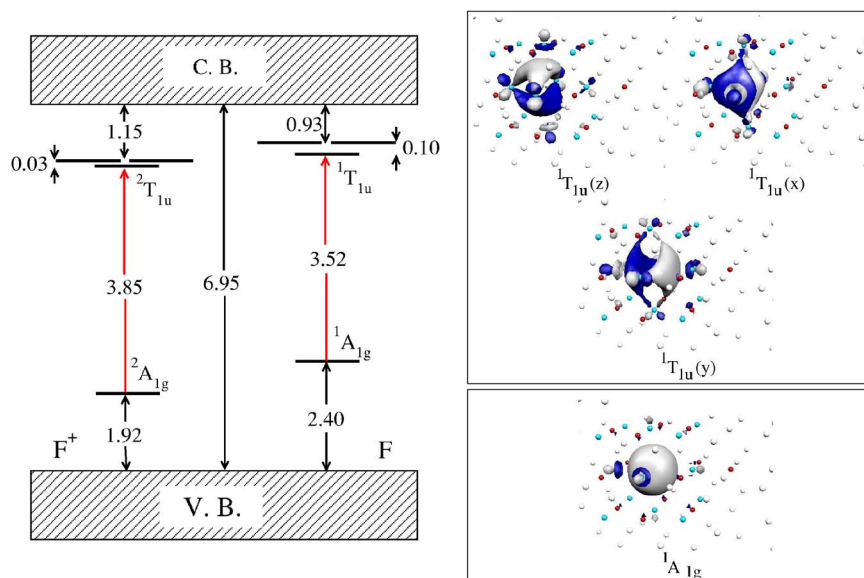 C. B.
1.15
0.93
0.03
0.10
²T₁ᵤ
¹T₁ᵤ
3.85
6.95
3.52
²A₁g
¹A₁g
1.92
2.40
F⁺
F
V. B.
¹T₁ᵤ(z)
¹T₁ᵤ(x)
¹T₁ᵤ(y)
¹A₁g